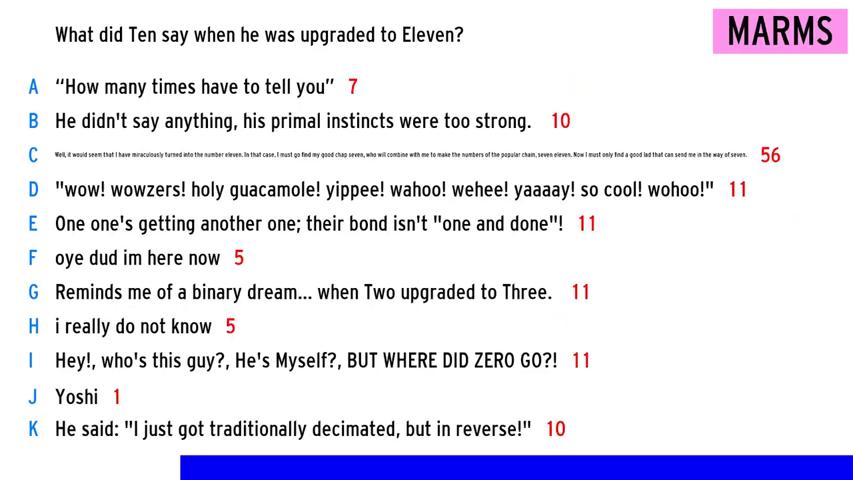 What did Ten say when he was upgraded to Eleven?
MARMS
A “How many times have to tell you” 7
B He didn't say anything, his primal instincts were too strong. 10
C Well, it would seem that I have miraculously turned into the number eleven. In that case, I must go find my good chap seven, who will combine with me to make the numbers of the popular chain, seven eleven. Now I must only find a good lad that can send me in the way of seven. 56
D "wow! wowzers! holy guacamole! yippee! wahoo! wehee! yaaaay! so cool! wohoo!" 11
E One one's getting another one; their bond isn't "one and done"! 11
F oye dud im here now 5
G Reminds me of a binary dream... when Two upgraded to Three. 11
H i really do not know 5
I Hey!, who's this guy?, He's Myself?, BUT WHERE DID ZERO GO?! 11
J Yoshi 1
K He said: "I just got traditionally decimated, but in reverse!" 10